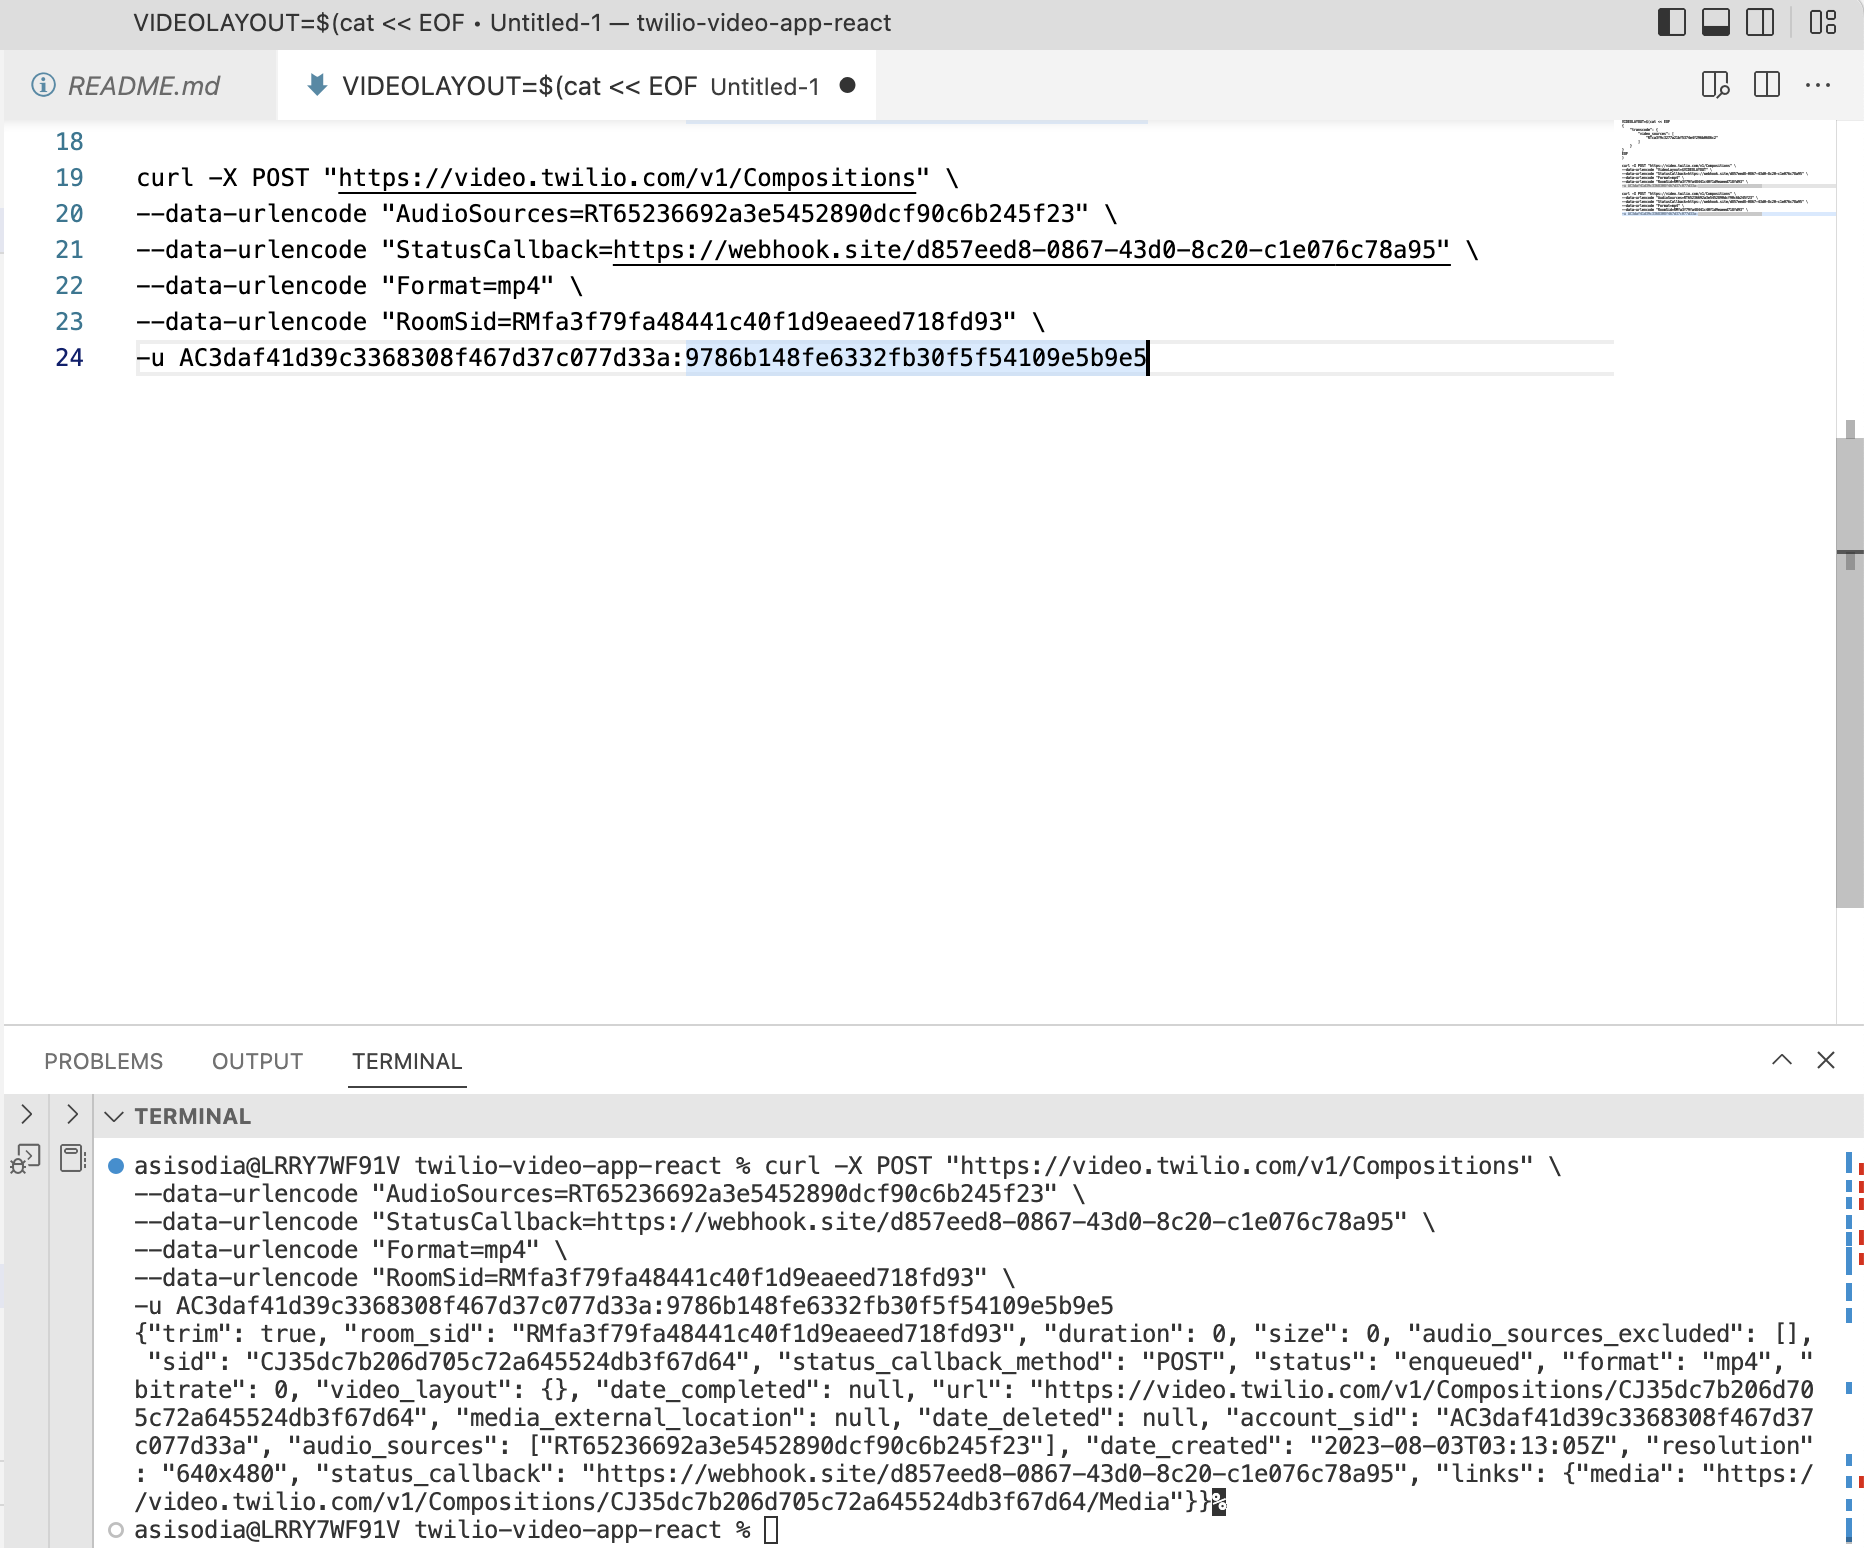 VIDEOLAYOUT=$(cat << EOF • Untitled-1 — twilio-video-app-react
README.md
VIDEOLAYOUT=$(cat << EOF Untitled-1
18
19 curl -X POST "https://video.twilio.com/v1/Compositions" \
20 --data-urlencode "AudioSources=RT65236692a3e5452890dcf90c6b245f23" \
21 --data-urlencode "StatusCallback=https://webhook.site/d857eed8-0867-43d0-8c20-c1e076c78a95" \
22 --data-urlencode "Format=mp4" \
23 --data-urlencode "RoomSid=RMfa3f79fa48441c40f1d9eaeed718fd93" \
24 -u AC3daf41d39c3368308f467d37c077d33a:9786b148fe6332fb30f5f54109e5b9e5
PROBLEMS OUTPUT TERMINAL
TERMINAL
asisodia@LRRY7WF91V twilio-video-app-react % curl -X POST "https://video.twilio.com/v1/Compositions" \
--data-urlencode "AudioSources=RT65236692a3e5452890dcf90c6b245f23" \
--data-urlencode "StatusCallback=https://webhook.site/d857eed8-0867-43d0-8c20-c1e076c78a95" \
--data-urlencode "Format=mp4" \
--data-urlencode "RoomSid=RMfa3f79fa48441c40f1d9eaeed718fd93" \
-u AC3daf41d39c3368308f467d37c077d33a:9786b148fe6332fb30f5f54109e5b9e5
{"trim": true, "room_sid": "RMfa3f79fa48441c40f1d9eaeed718fd93", "duration": 0, "size": 0, "audio_sources_excluded": [],
"sid": "CJ35dc7b206d705c72a645524db3f67d64", "status_callback_method": "POST", "status": "enqueued", "format": "mp4", "
bitrate": 0, "video_layout": {}, "date_completed": null, "url": "https://video.twilio.com/v1/Compositions/CJ35dc7b206d70
5c72a645524db3f67d64", "media_external_location": null, "date_deleted": null, "account_sid": "AC3daf41d39c3368308f467d37
c077d33a", "audio_sources": ["RT65236692a3e5452890dcf90c6b245f23"], "date_created": "2023-08-03T03:13:05Z", "resolution"
: "640x480", "status_callback": "https://webhook.site/d857eed8-0867-43d0-8c20-c1e076c78a95", "links": {"media": "https:/
/video.twilio.com/v1/Compositions/CJ35dc7b206d705c72a645524db3f67d64/Media"}}%
asisodia@LRRY7WF91V twilio-video-app-react %